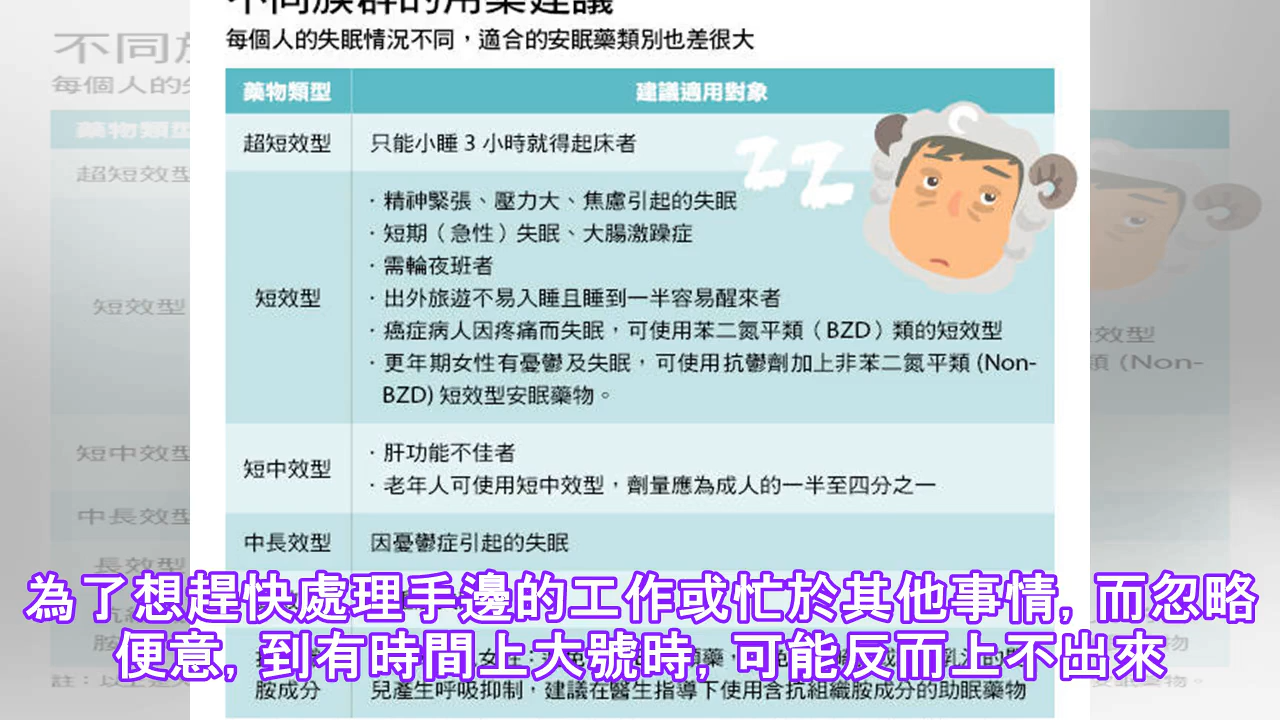 不同族群的用藥建議
每個人的失眠情況不同，適合的安眠藥類別也差很大
藥物類型 建議適用對象
超短效型 只能小睡 3 小時就得起床者
短效型
· 精神緊張、壓力大、焦慮引起的失眠
· 短期（急性）失眠、大腸激躁症
· 需輪夜班者
· 出外旅遊不易入睡且睡到一半容易醒來者
· 癌症病人因疼痛而失眠，可使用苯二氮平類（BZD）類的短效型
· 更年期女性有憂鬱及失眠，可使用抗鬱劑加上非苯二氮平類 (Non-
BZD) 短效型安眠藥物。
短中效型
· 肝功能不佳者
· 老年人可使用短中效型，劑量應為成人的一半至四分之一
中長效型 因憂鬱症引起的失眠
為了想趕快處理手邊的工作或忙於其他事情, 而忽略
便意, 到有時間上大號時, 可能反而上不出來
胺成分 兒產生呼吸抑制，建議在醫生指導下使用含抗組織胺成分的助眠藥物